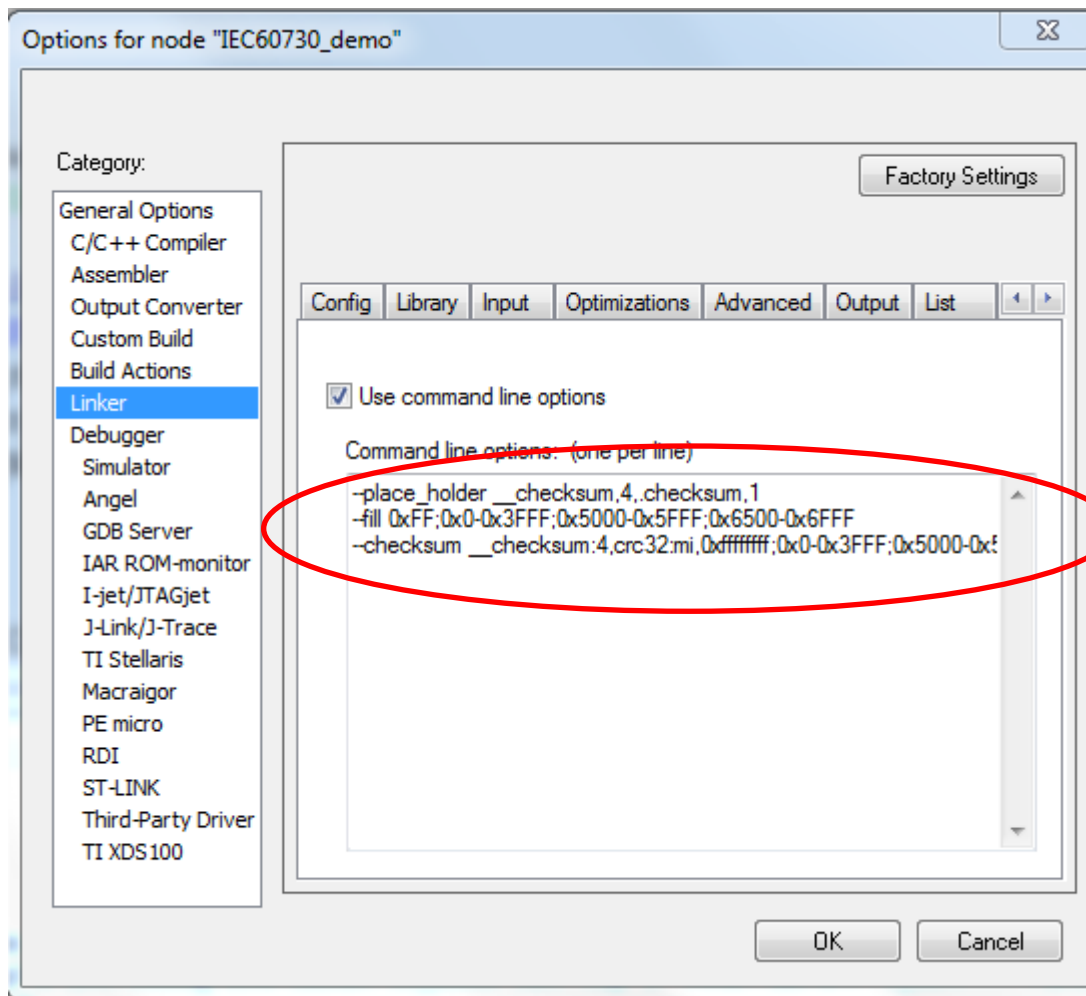 Options for node "IEC60730_demo"
Category:
Factory Settings
General Options
C/C++ Compiler
Assembler
Output Converter
Custom Build
Build Actions
Linker
Debugger
Simulator
Angel
GDB Server
IAR ROM-monitor
I-jet/JTAGjet
J-Link/J-Trace
TI Stellaris
Macraigor
PE micro
RDI
ST-LINK
Third-Party Driver
TI XDS100
Config Library Input Optimizations Advanced Output List
Use command line options
Command line options: (one per line)
--place_holder __checksum,4,.checksum,1
--fill 0xFF;0x0-0x3FFF;0x5000-0x5FFF;0x6500-0x6FFF
--checksum __checksum:4,crc32:mi,0xffffffff;0x0-0x3FFF;0x5000-0x5
OK Cancel